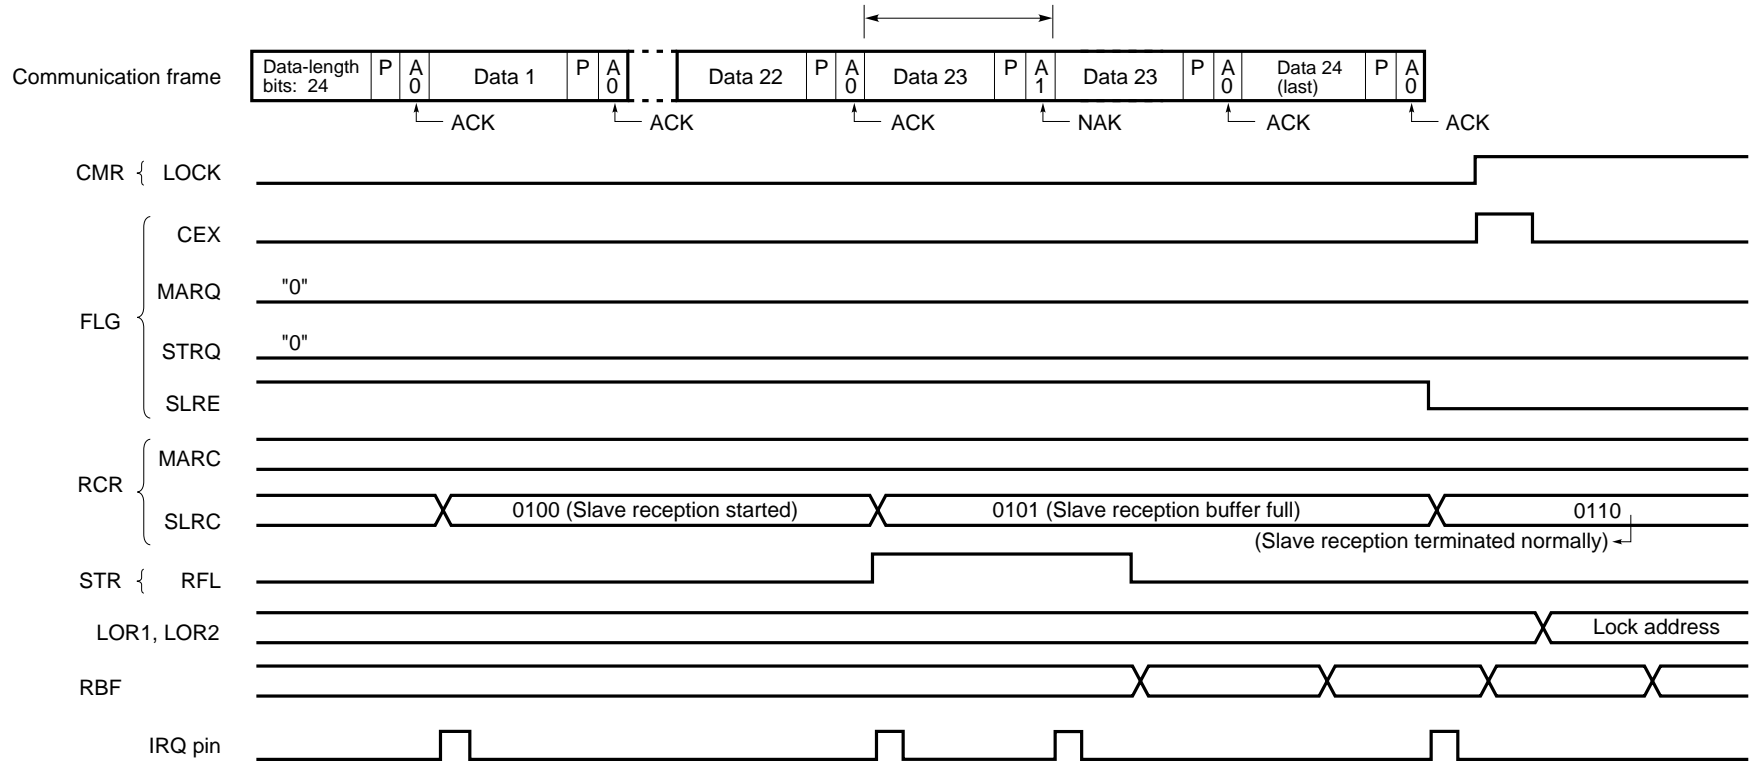 Communication frame
Data-length bits: 24 P A 0 Data 1 P A 0 Data 22 P A 0 Data 23 P A 1 Data 23 P A 0 Data 24 (last) P A 0
ACK ACK ACK NAK ACK ACK
CMR { LOCK
CEX
MARQ "0"
FLG
STRQ "0"
SLRE
MARC
RCR
SLRC 0100 (Slave reception started) 0101 (Slave reception buffer full) 0110
(Slave reception terminated normally)
STR { RFL
LOR1, LOR2 Lock address
RBF
IRQ pin